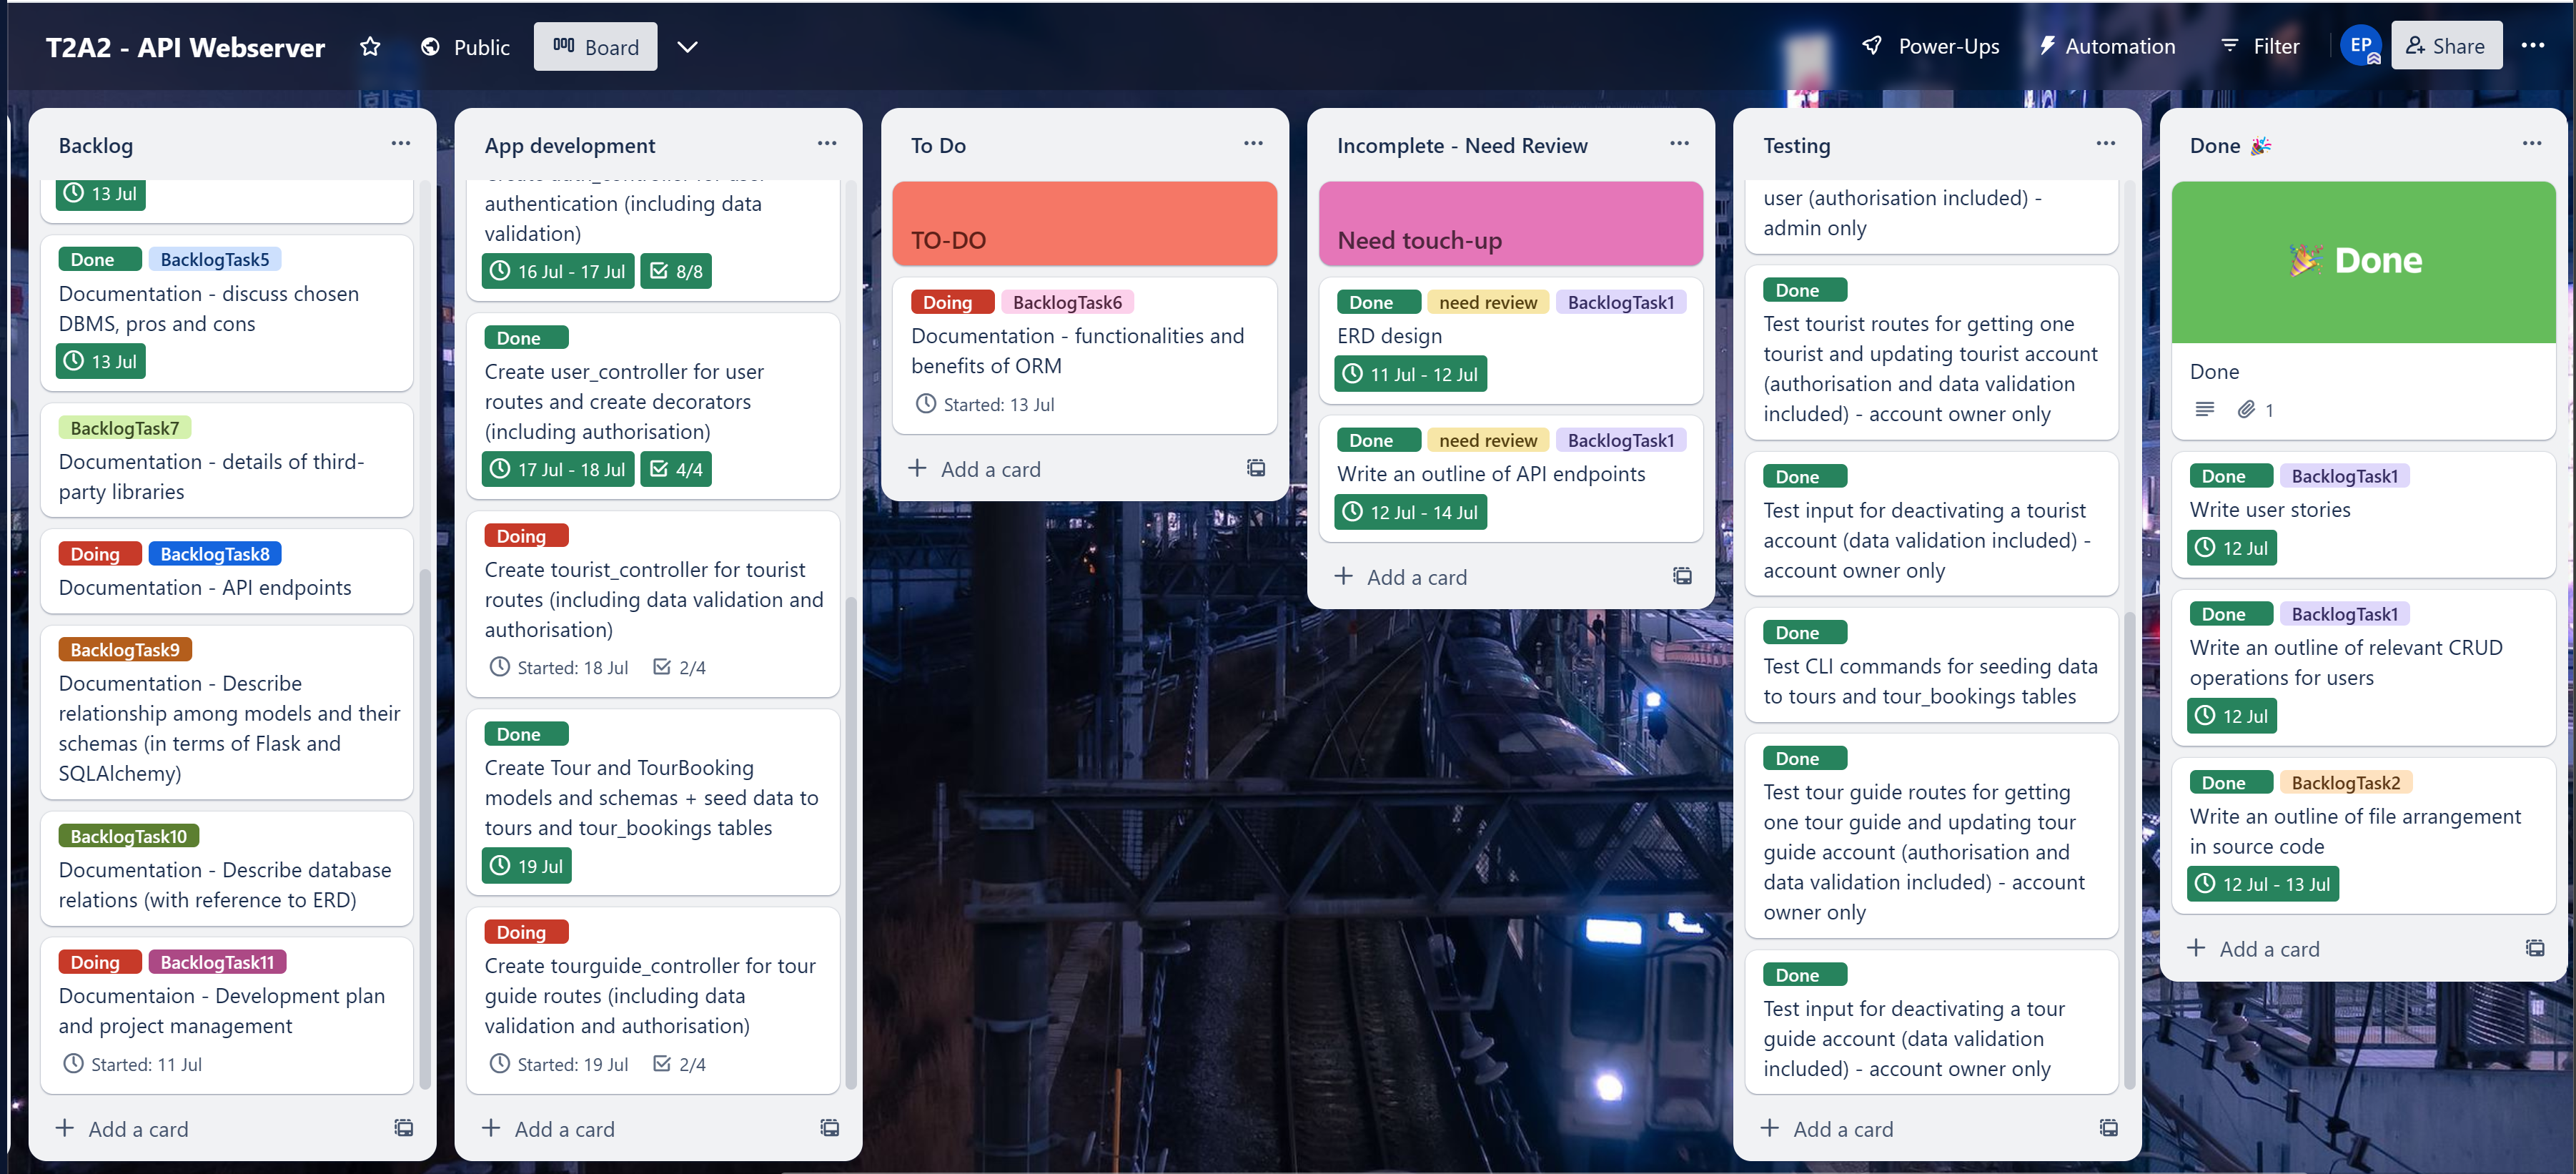 T2A2 - API Webserver
Public
Board
Power-Ups
Automation
Filter
EP
Share
Backlog
13 Jul
Done
BacklogTask5
Documentation - discuss chosen
DBMS, pros and cons
13 Jul
BacklogTask7
Documentation - details of third-
party libraries
Doing
BacklogTask8
Documentation - API endpoints
BacklogTask9
Documentation - Describe
relationship among models and their
schemas (in terms of Flask and
SQLAlchemy)
BacklogTask10
Documentation - Describe database
relations (with reference to ERD)
Doing
BacklogTask11
Documentaion - Development plan
and project management
Started: 11 Jul
Add a card
App development
Create auth_controller for user
authentication (including data
validation)
16 Jul - 17 Jul
8/8
Done
Create user_controller for user
routes and create decorators
(including authorisation)
17 Jul - 18 Jul
4/4
Doing
Create tourist_controller for tourist
routes (including data validation and
authorisation)
Started: 18 Jul
2/4
Done
Create Tour and TourBooking
models and schemas + seed data to
tours and tour_bookings tables
19 Jul
Doing
Create tourguide_controller for tour
guide routes (including data
validation and authorisation)
Started: 19 Jul
2/4
Add a card
To Do
TO-DO
Doing
BacklogTask6
Documentation - functionalities and
benefits of ORM
Started: 13 Jul
Add a card
Incomplete - Need Review
Need touch-up
Done
need review
BacklogTask1
ERD design
11 Jul - 12 Jul
Done
need review
BacklogTask1
Write an outline of API endpoints
12 Jul - 14 Jul
Add a card
Testing
user (authorisation included) -
admin only
Done
Test tourist routes for getting one
tourist and updating tourist account
(authorisation and data validation
included) - account owner only
Done
Test input for deactivating a tourist
account (data validation included) -
account owner only
Done
Test CLI commands for seeding data
to tours and tour_bookings tables
Done
Test tour guide routes for getting
one tour guide and updating tour
guide account (authorisation and
data validation included) - account
owner only
Done
Test input for deactivating a tour
guide account (data validation
included) - account owner only
Add a card
Done 🎉
🎉 Done
Done
1
Done
BacklogTask1
Write user stories
12 Jul
Done
BacklogTask1
Write an outline of relevant CRUD
operations for users
12 Jul
Done
BacklogTask2
Write an outline of file arrangement
in source code
12 Jul - 13 Jul
Add a card